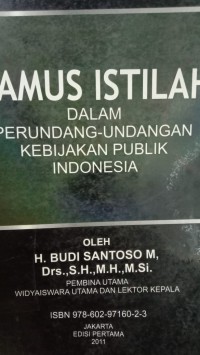 AMUS ISTILAH
DALAM
PERUNDANG-UNDANGAN
KEBIJAKAN PUBLIK
INDONESIA
OLEH
H. BUDI SANTOSO M,
Drs.,S.H.,M.H.,M.Si.
PEMBINA UTAMA
WIDYAISWARA UTAMA DAN LEKTOR KEPALA
ISBN 978-602-97160-2-3
JAKARTA
EDISI PERTAMA
2011